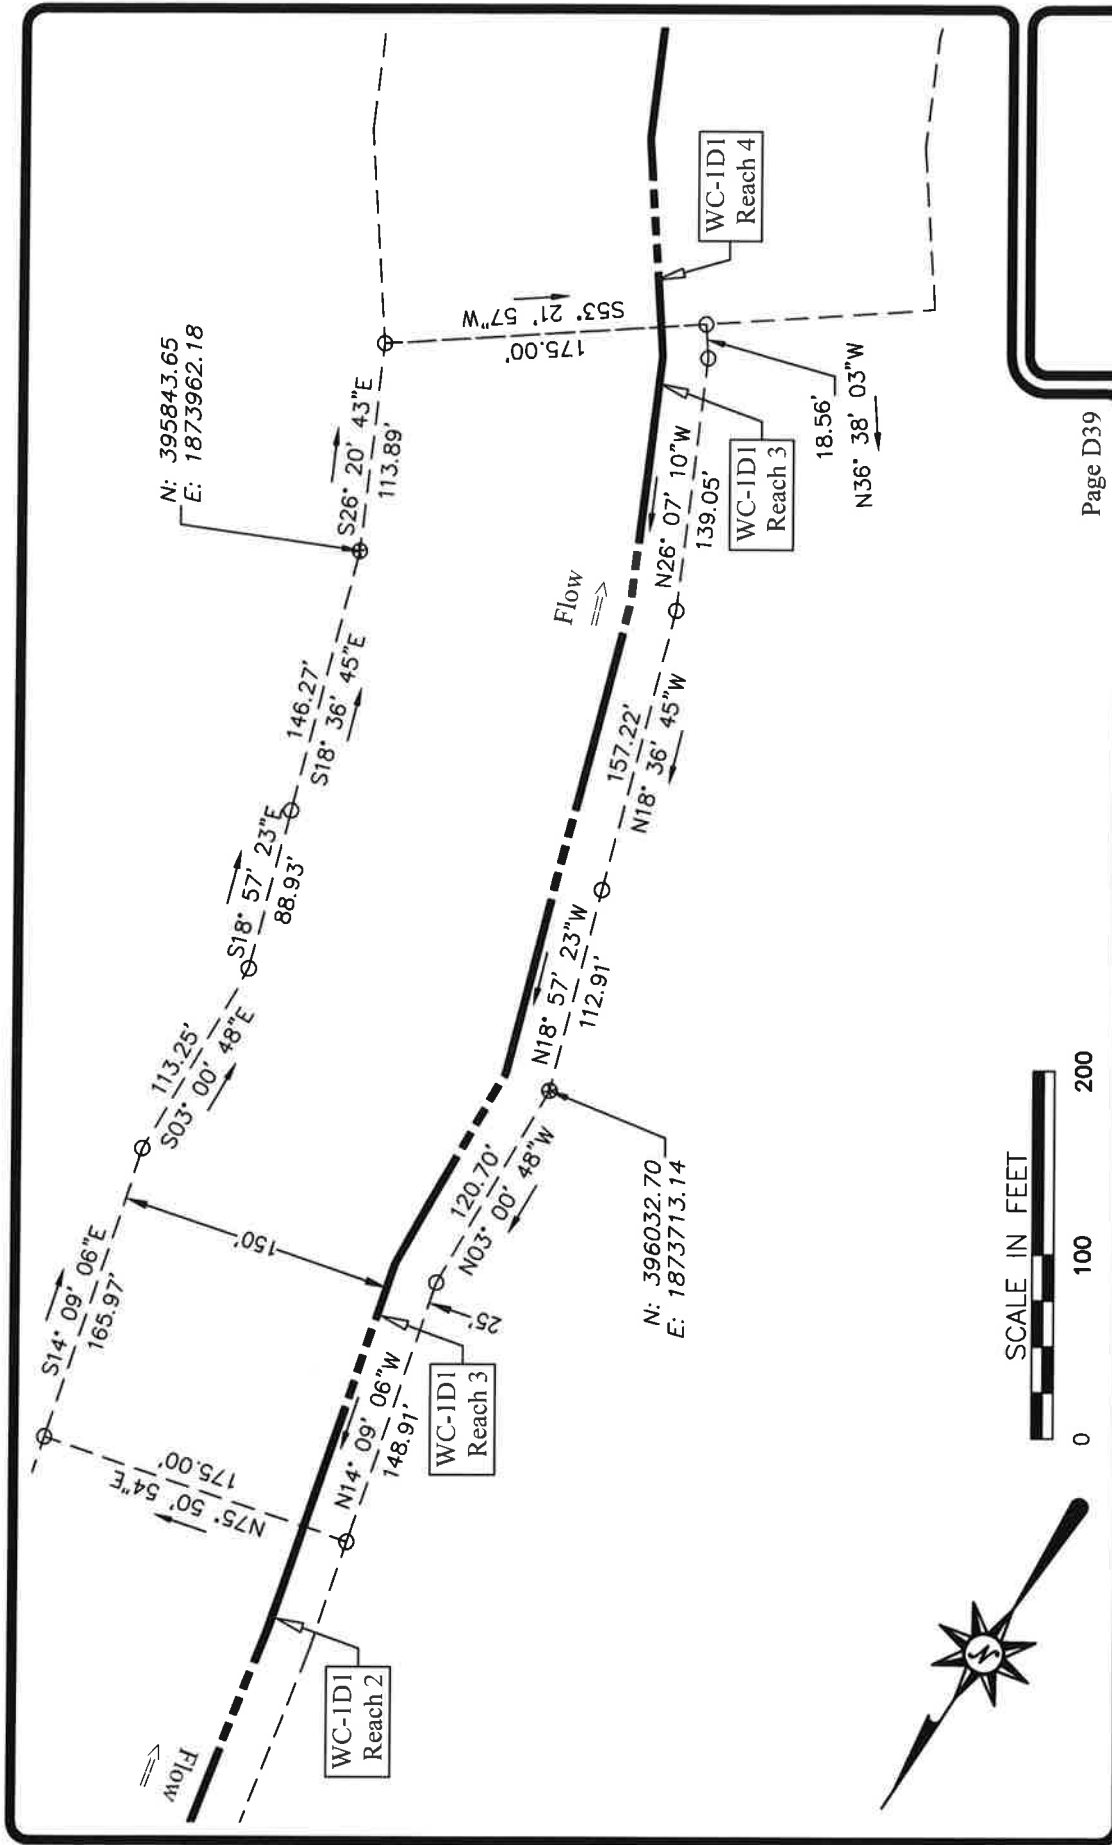 Flow
WC-1D1
Reach 2
N75° 50' 54"E
175.00'
S14° 09' 06"E
165.97'
150'
S03° 00' 48"E
113.25'
S18° 57' 23"E
88.93'
146.27'
S18° 36' 45"E
N: 395843.65
E: 1873962.18
S26° 20' 43"E
113.89'
S53° 21' 57"W
175.00'
WC-1D1
Reach 4
18.56'
N36° 38' 03"W
WC-1D1
Reach 3
N26° 07' 10"W
139.05'
Flow
157.22'
N18° 36' 45"W
N18° 57' 23"W
112.91'
N: 396032.70
E: 1873713.14
120.70'
N03° 00' 48"W
25'
WC-1D1
Reach 3
N14° 09' 06"W
148.91'
N
SCALE IN FEET
0 100 200
Page D39